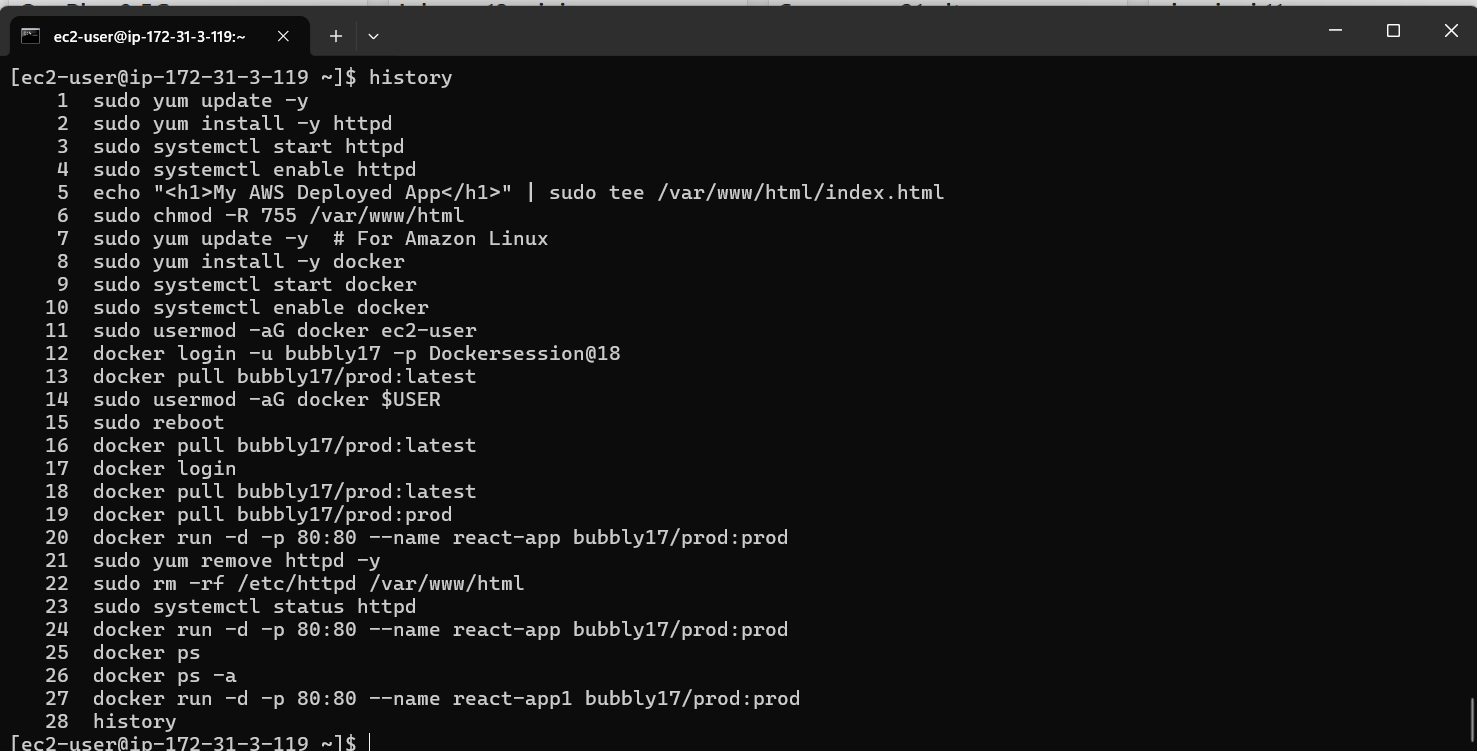 ec2-user@ip-172-31-3-119:~
[ec2-user@ip-172-31-3-119 ~]$ history
1 sudo yum update -y
2 sudo yum install -y httpd
3 sudo systemctl start httpd
4 sudo systemctl enable httpd
5 echo "<h1>My AWS Deployed App</h1>" | sudo tee /var/www/html/index.html
6 sudo chmod -R 755 /var/www/html
7 sudo yum update -y  # For Amazon Linux
8 sudo yum install -y docker
9 sudo systemctl start docker
10 sudo systemctl enable docker
11 sudo usermod -aG docker ec2-user
12 docker login -u bubbly17 -p Dockersession@18
13 docker pull bubbly17/prod:latest
14 sudo usermod -aG docker $USER
15 sudo reboot
16 docker pull bubbly17/prod:latest
17 docker login
18 docker pull bubbly17/prod:latest
19 docker pull bubbly17/prod:prod
20 docker run -d -p 80:80 --name react-app bubbly17/prod:prod
21 sudo yum remove httpd -y
22 sudo rm -rf /etc/httpd /var/www/html
23 sudo systemctl status httpd
24 docker run -d -p 80:80 --name react-app bubbly17/prod:prod
25 docker ps
26 docker ps -a
27 docker run -d -p 80:80 --name react-app1 bubbly17/prod:prod
28 history
[ec2-user@ip-172-31-3-119 ~]$